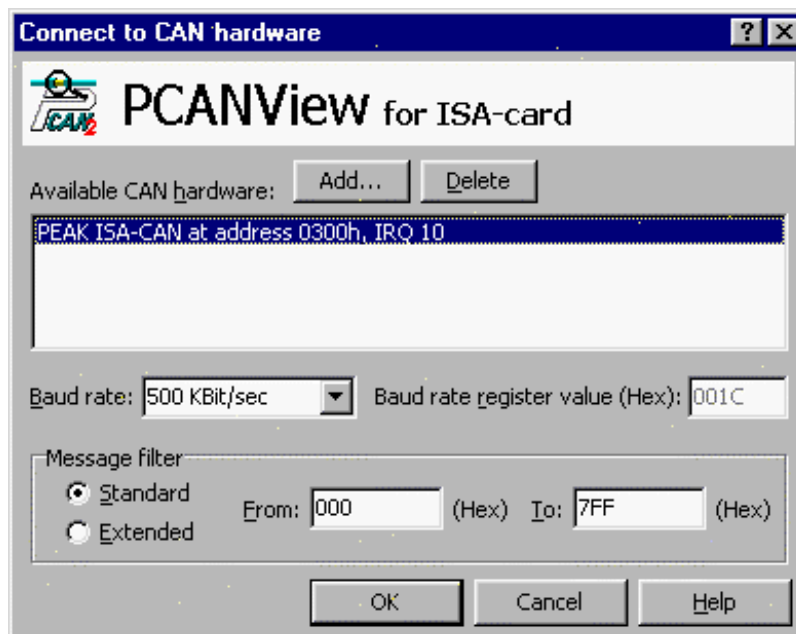 Connect to CAN hardware
PCAN2
PCANView for ISA-card
Available CAN hardware: Add... Delete
PEAK ISA-CAN at address 0300h, IRQ 10
Baud rate: 500 KBit/sec Baud rate register value (Hex): 001C
Message filter
Standard
From: 000 (Hex) To: 7FF (Hex)
Extended
OK Cancel Help